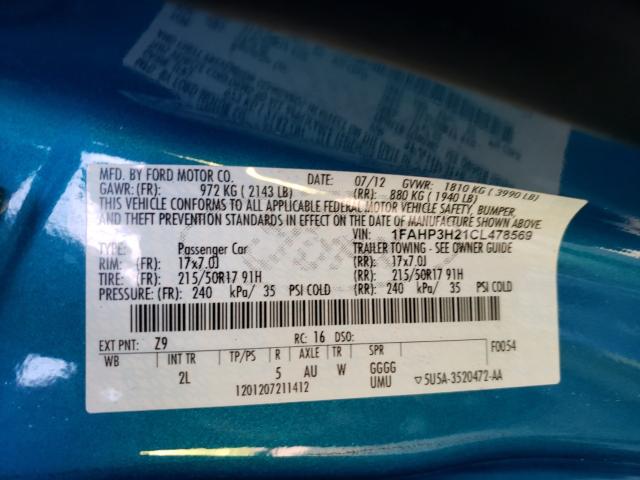 MFD. BY FORD MOTOR CO.
DATE: 07/12 GVWR: 1810 KG ( 3990 LB)
GAWR: (FR) 972 KG ( 2143 LB) (RR) 880 KG ( 1940 LB)
THIS VEHICLE CONFORMS TO ALL APPLICABLE FEDERAL MOTOR VEHICLE SAFETY, BUMPER,
AND THEFT PREVENTION STANDARDS IN EFFECT ON THE DATE OF MANUFACTURE SHOWN ABOVE.
VIN: 1FAHP3H21CL478569
TYPE: Passenger Car TRAILER TOWING - SEE OWNER GUIDE
RIM: (FR): 17x7.0J (RR): 17x7.0J
TIRE: (FR): 215/50R17 91H (RR): 215/50R17 91H
PRESSURE: (FR): 240 kPa/ 35 PSI COLD (RR): 240 kPa/ 35 PSI COLD
EXT PNT: Z9 RC: 16 DSO: F0054
WB INT TR TP/PS R AXLE TR SPR
2L 5 AU W GGGG
UMU
1201207211412
5U5A-3520472-AA